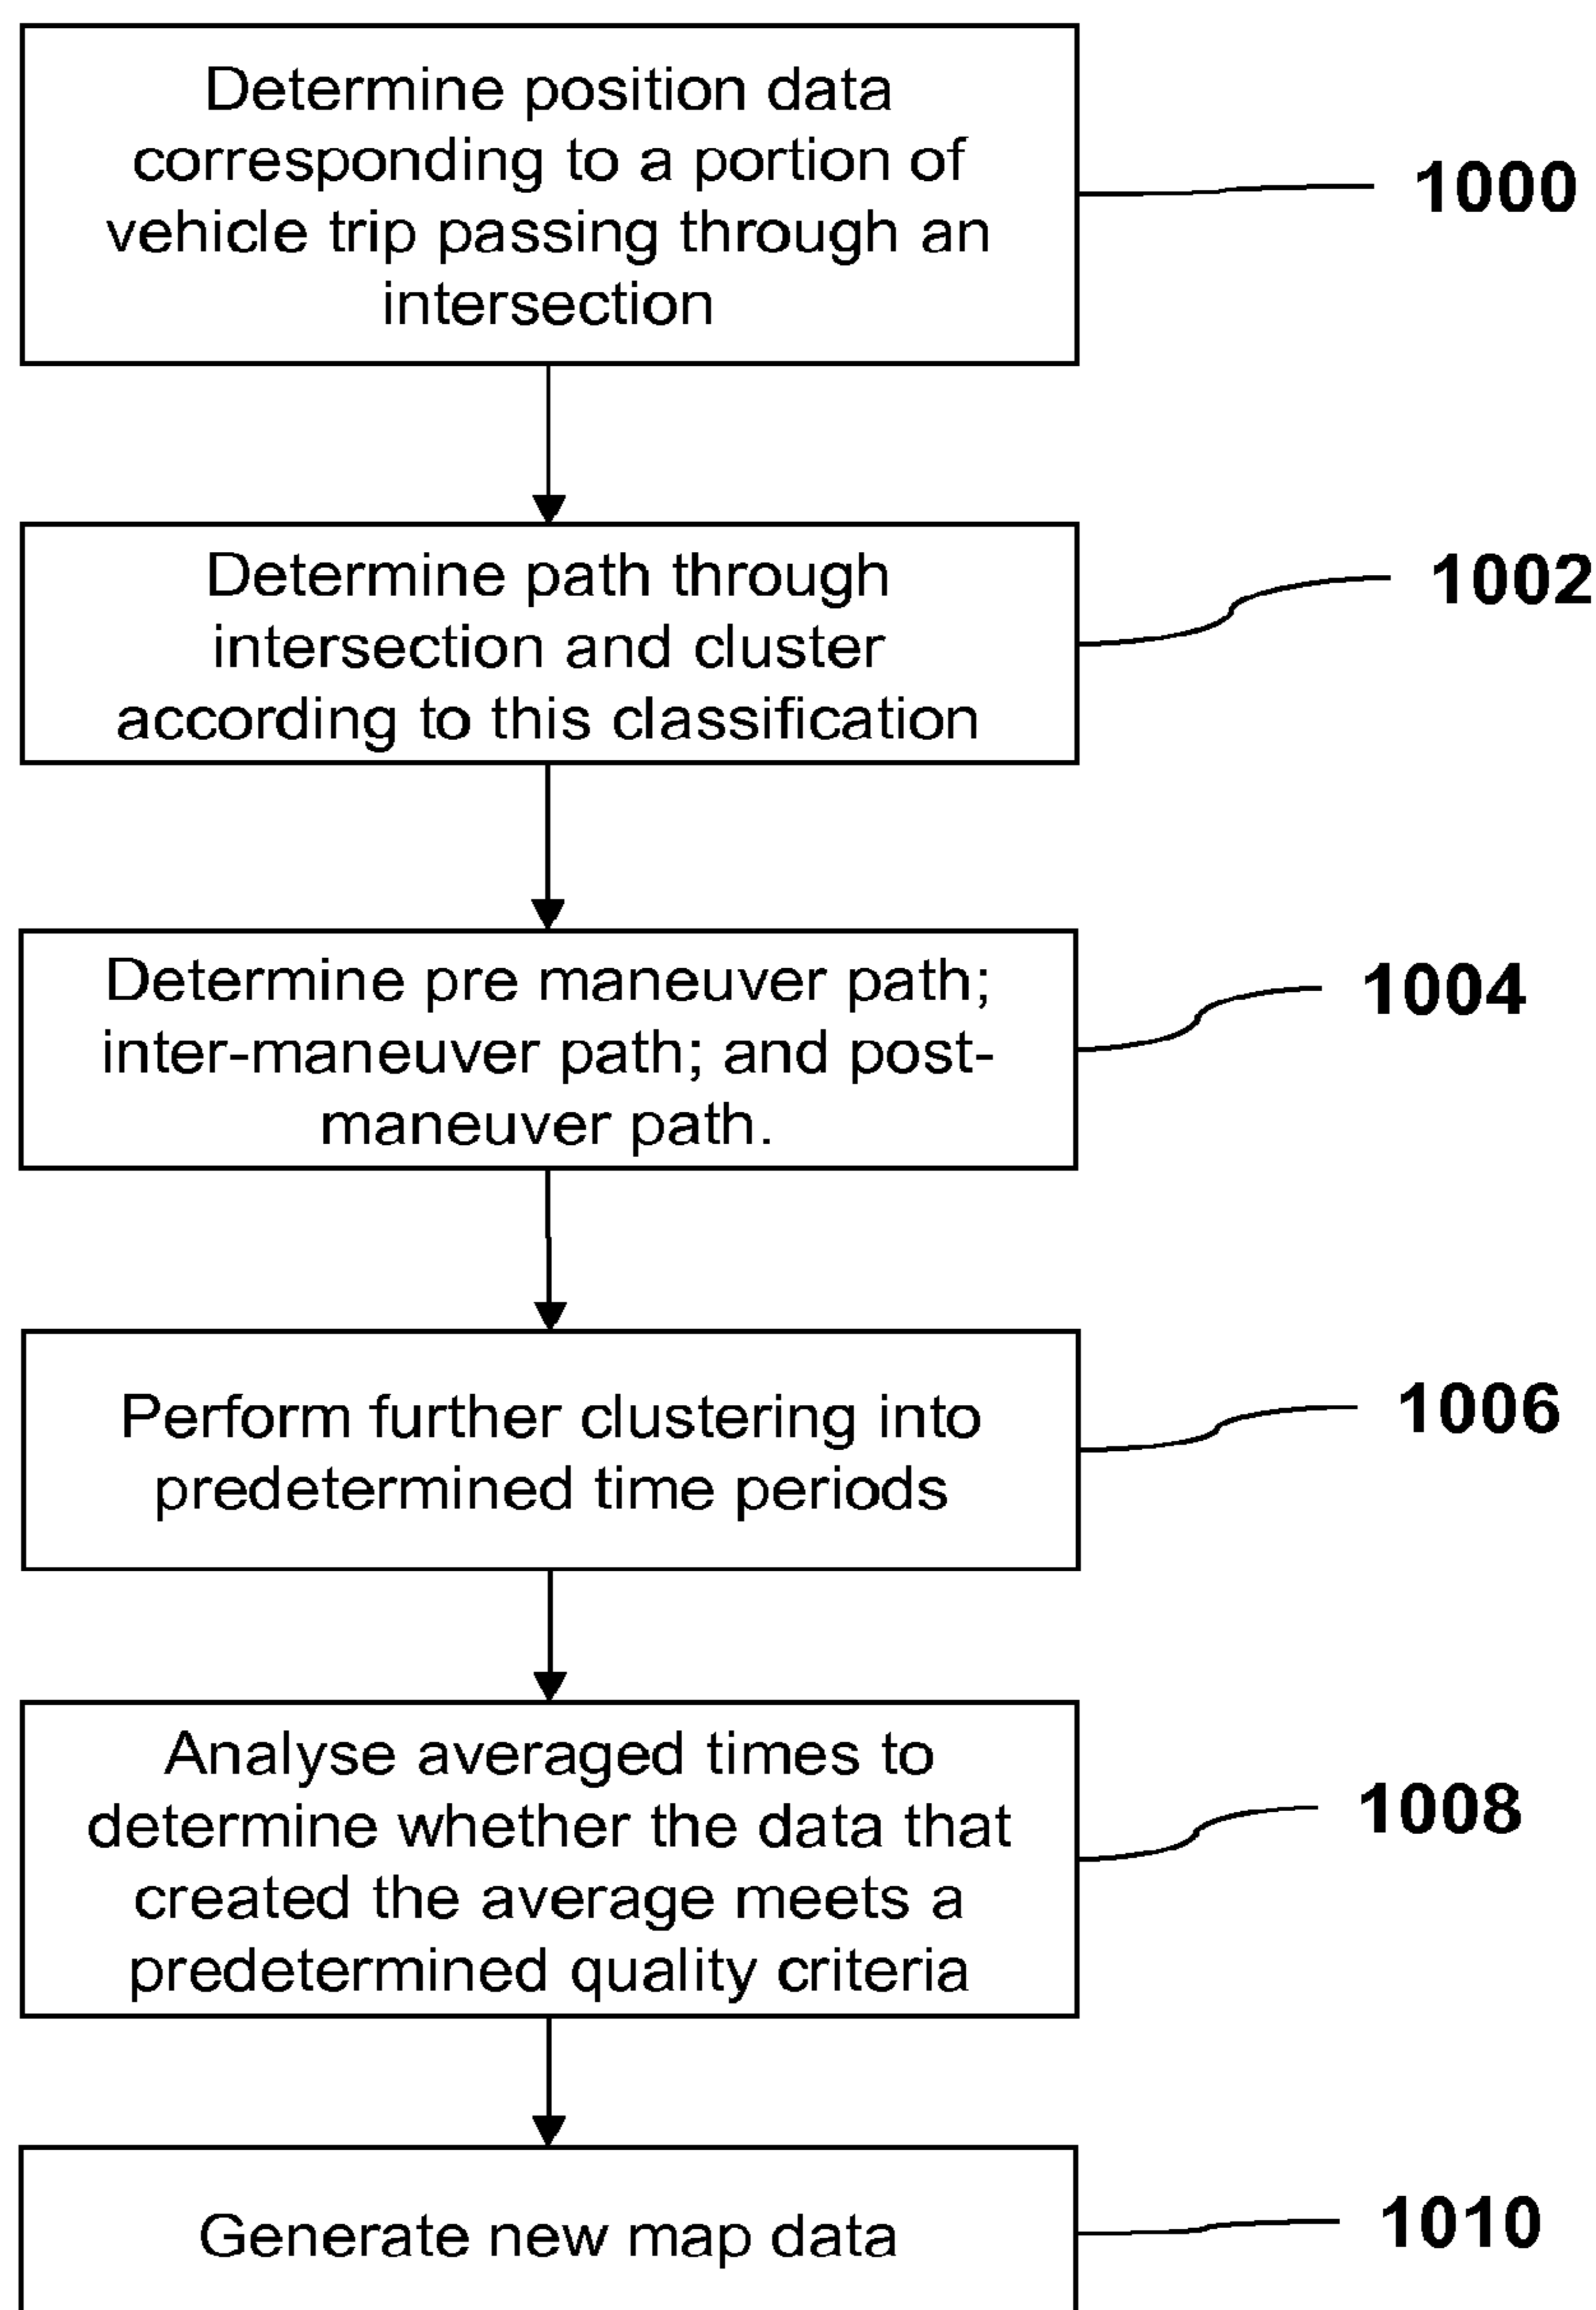 Determine position data
corresponding to a portion of
vehicle trip passing through an
intersection
1000
Determine path through
intersection and cluster
according to this classification
1002
Determine pre maneuver path;
inter-maneuver path; and post-
maneuver path.
1004
Perform further clustering into
predetermined time periods
1006
Analyse averaged times to
determine whether the data that
created the average meets a
predetermined quality criteria
1008
Generate new map data
1010